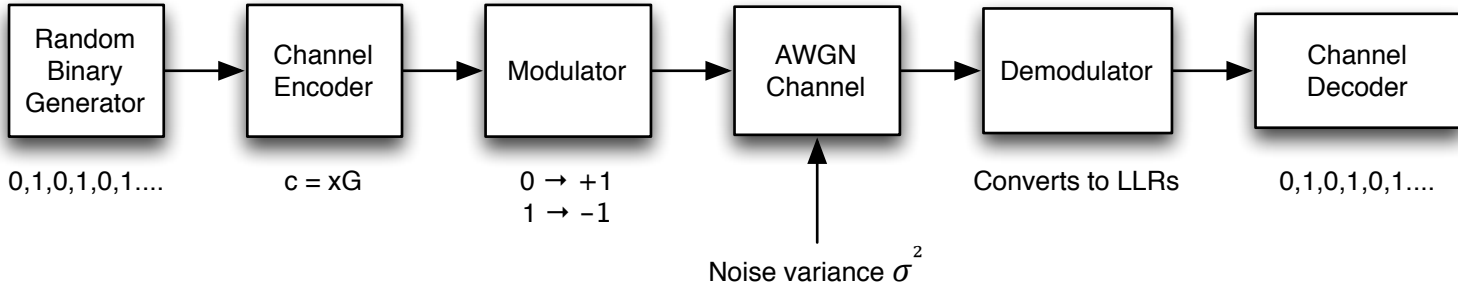 Random
Binary
Generator
Channel
Encoder
Modulator
AWGN
Channel
Demodulator
Channel
Decoder
0,1,0,1,0,1....
c = xG
0 → +1
1 → −1
Converts to LLRs
0,1,0,1,0,1....
Noise variance σ²